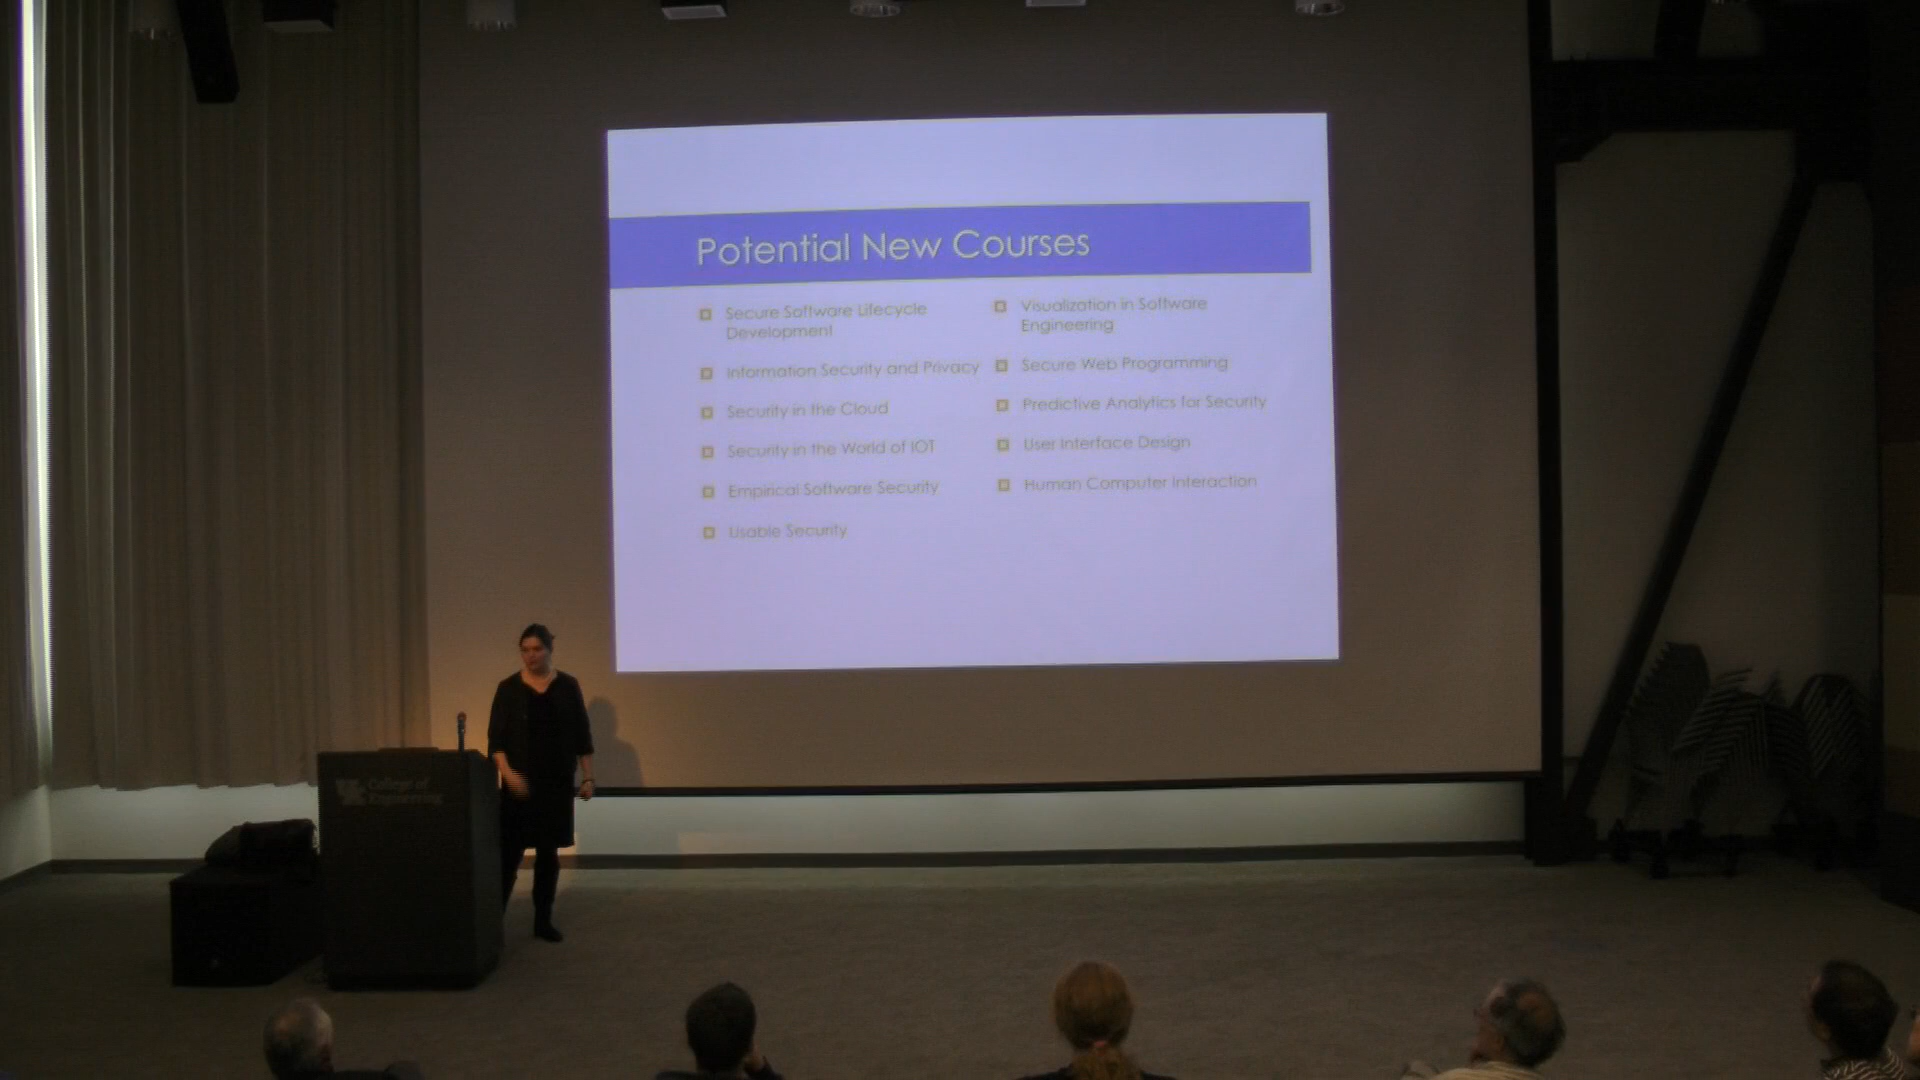 Potential New Courses
Secure Software Lifecycle
Development
Information Security and Privacy
Security in the Cloud
Security in the World of IOT
Empirical Software Security
Usable Security
Visualization in Software
Engineering
Secure Web Programming
Predictive Analytics for Security
User Interface Design
Human Computer Interaction
College of
Engineering